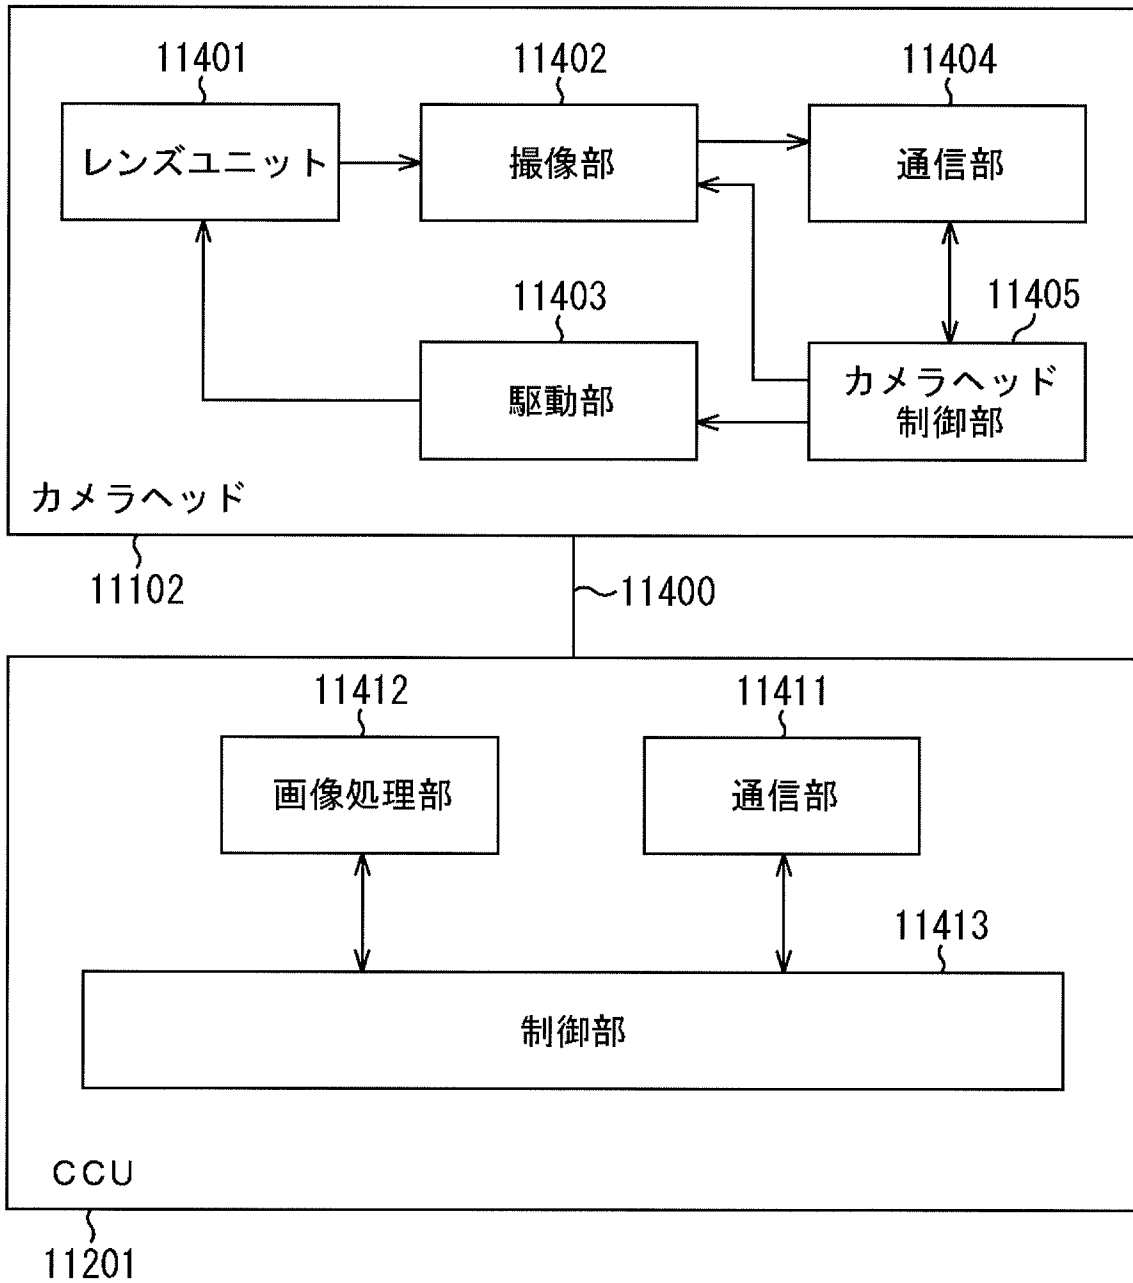 11401
11402
11404
レンズユニット
撮像部
通信部
11403
11405
駆動部
カメラヘッド
制御部
カメラヘッド
11102
11400
11412
11411
画像処理部
通信部
11413
制御部
CCU
11201